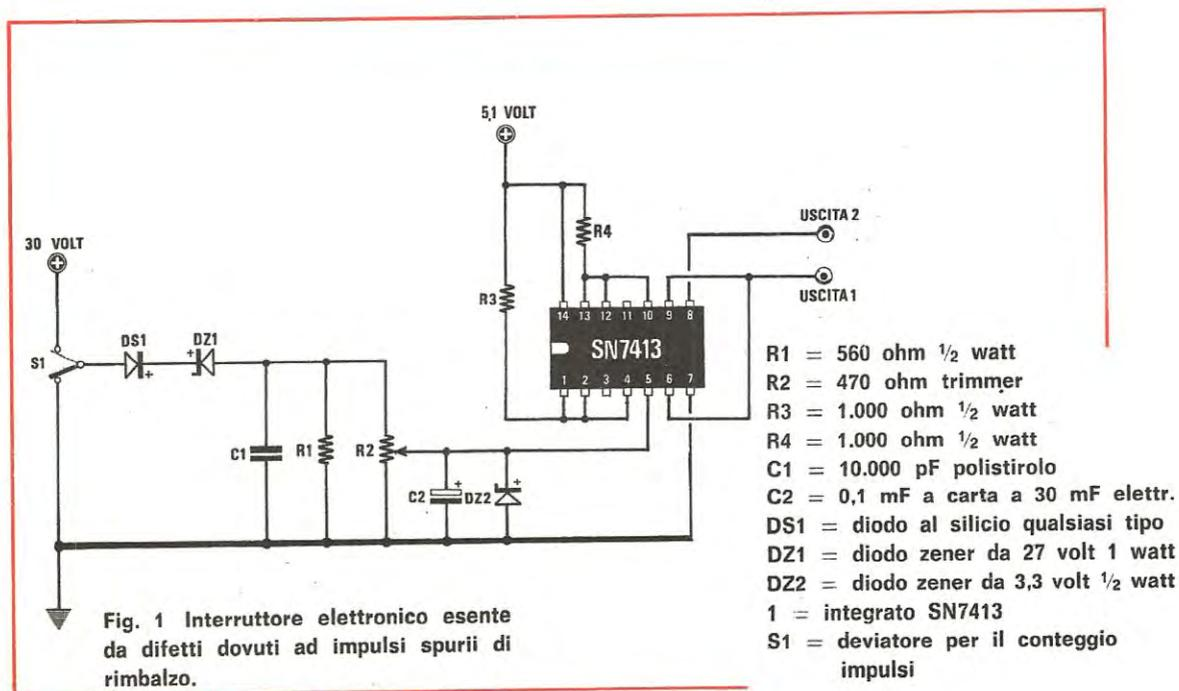 5,1 VOLT
30 VOLT
S1
DS1
+
DZ1
+
C1
R1
R2
C2
+
DZ2
+
R3
R4
14 13 12 11 10 9 8
SN7413
1 2 3 4 5 6 7
USCITA 2
USCITA 1
R1 = 560 ohm ½ watt
R2 = 470 ohm trimmer
R3 = 1.000 ohm ½ watt
R4 = 1.000 ohm ½ watt
C1 = 10.000 pF polistirolo
C2 = 0,1 mF a carta a 30 mF elettr.
DS1 = diodo al silicio qualsiasi tipo
DZ1 = diodo zener da 27 volt 1 watt
DZ2 = diodo zener da 3,3 volt ½ watt
1 = integrato SN7413
S1 = deviatore per il conteggio
impulsi
Fig. 1 Interruttore elettronico esente
da difetti dovuti ad impulsi spurii di
rimbalzo.